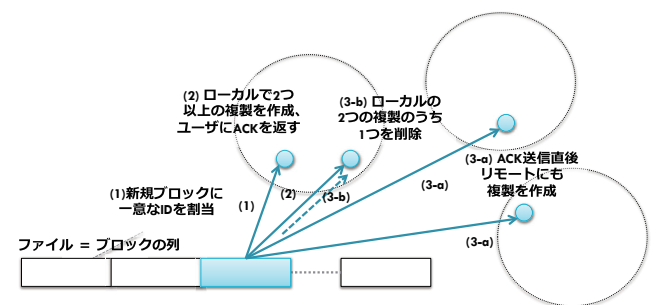 (2) ローカルで2つ
以上の複製を作成、
ユーザにACKを返す
(3-b) ローカルの
2つの複製のうち
1つを削除
(3-a) ACK送信直後
リモートにも
複製を作成
(1)新規ブロックに
一意なIDを割当
(1)
(2)
(3-b)
(3-a)
(3-a)
ファイル = ブロックの列